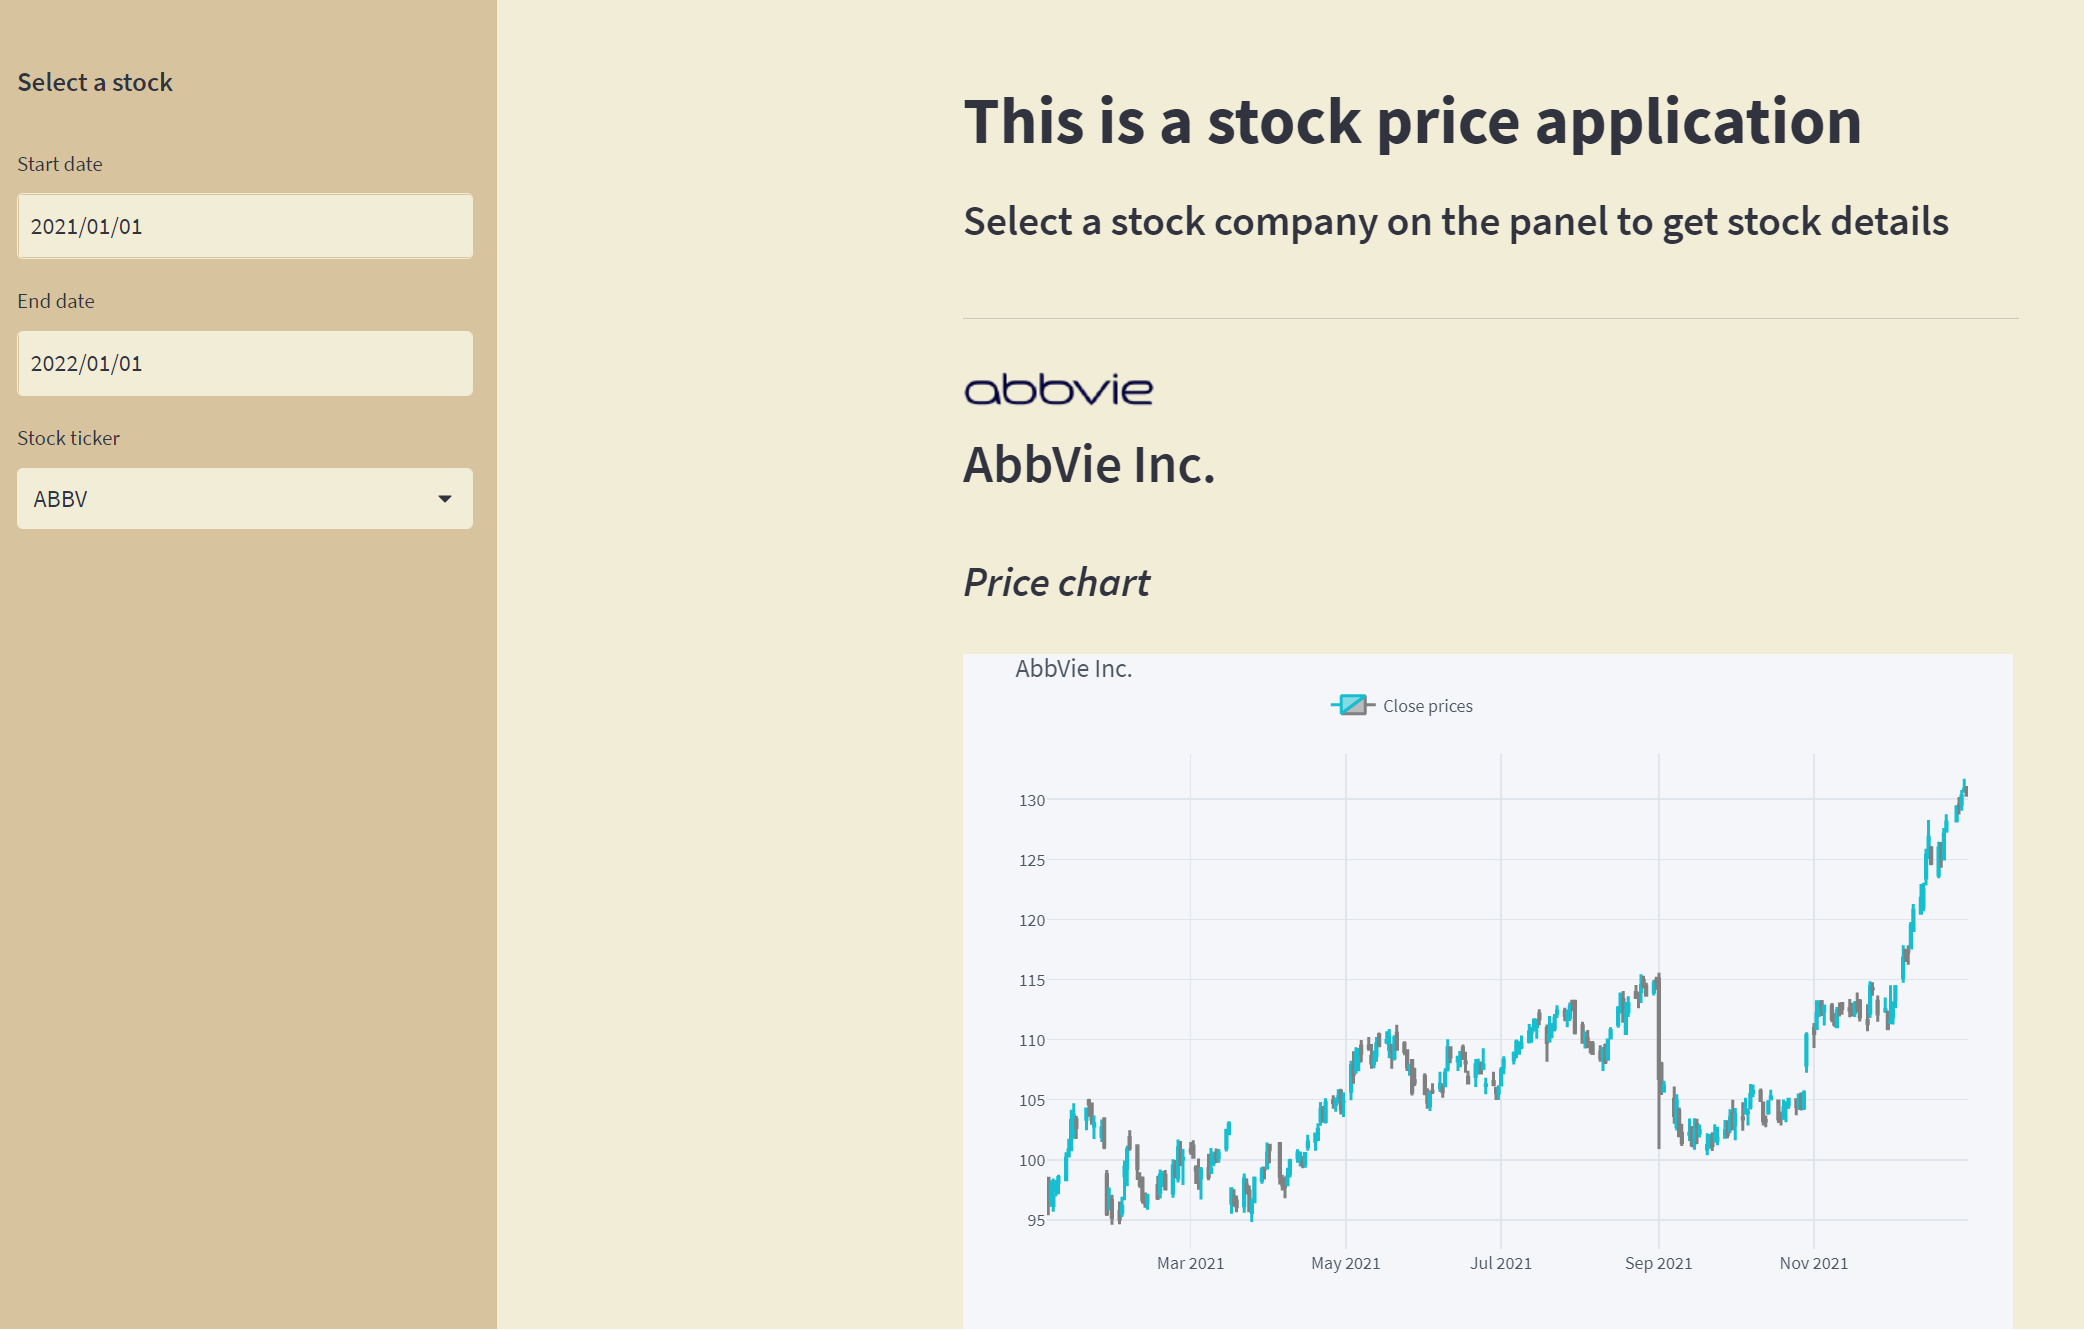 Select a stock
Start date
2021/01/01
End date
2022/01/01
Stock ticker
ABBV
This is a stock price application
Select a stock company on the panel to get stock details
abbvie
AbbVie Inc.
Price chart
AbbVie Inc.
Close prices
130
125
120
115
110
105
100
95
Mar 2021
May 2021
Jul 2021
Sep 2021
Nov 2021